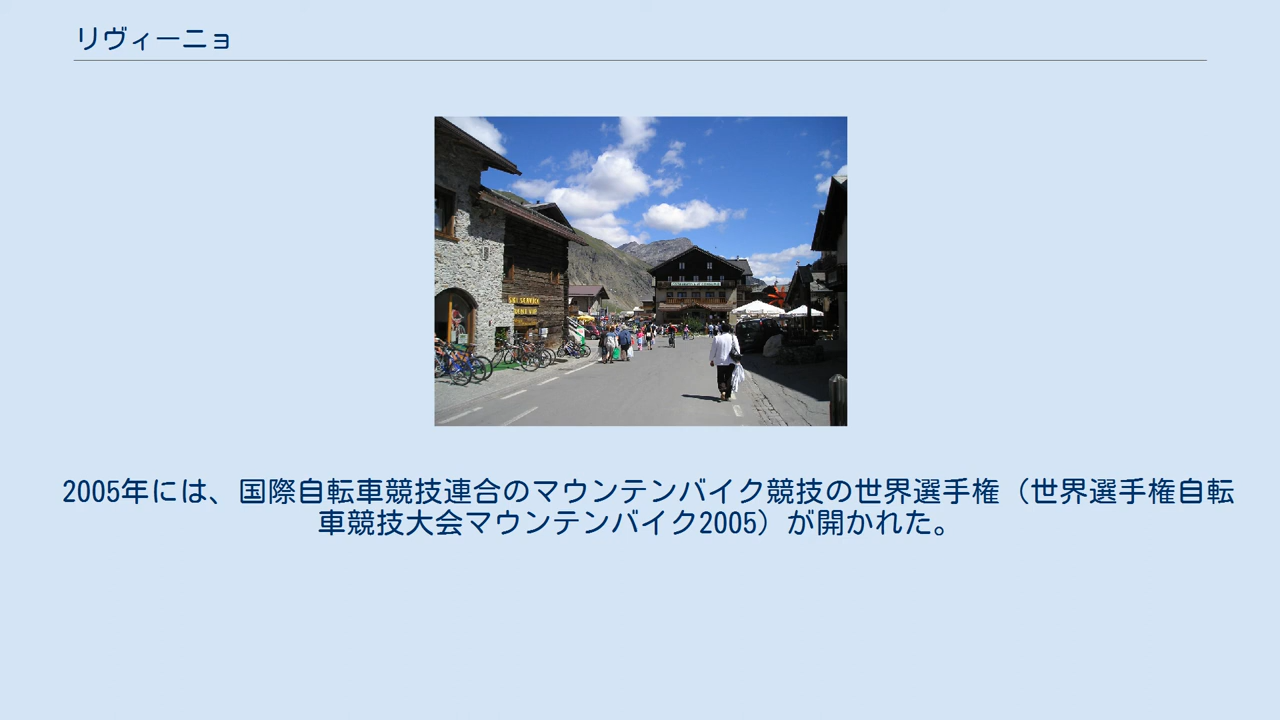 リヴィーニョ
SKI SERVICE
2005年には、国際自転車競技連合のマウンテンバイク競技の世界選手権（世界選手権自転
車競技大会マウンテンバイク2005）が開かれた。